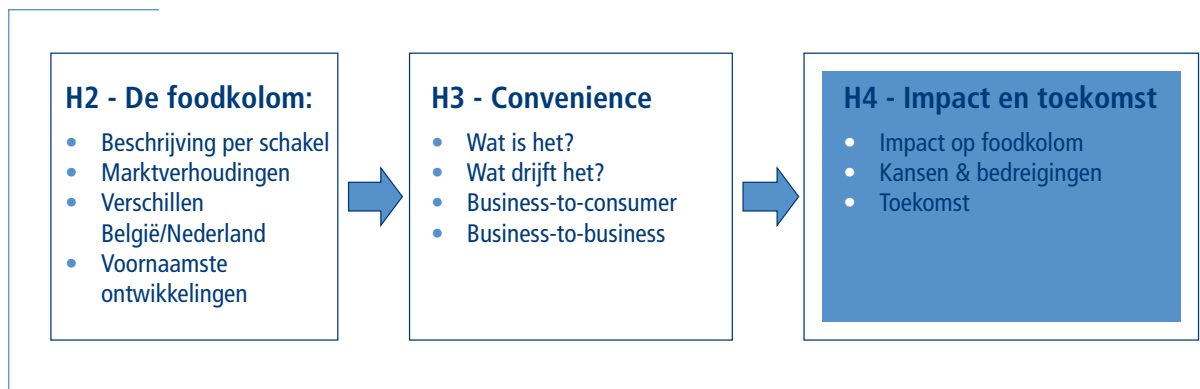 H2 - De foodkolom:
• Beschrijving per schakel
• Marktverhoudingen
• Verschillen
België/Nederland
• Voornaamste
ontwikkelingen
H3 - Convenience
• Wat is het?
• Wat drijft het?
• Business-to-consumer
• Business-to-business
H4 - Impact en toekomst
• Impact op foodkolom
• Kansen & bedreigingen
• Toekomst